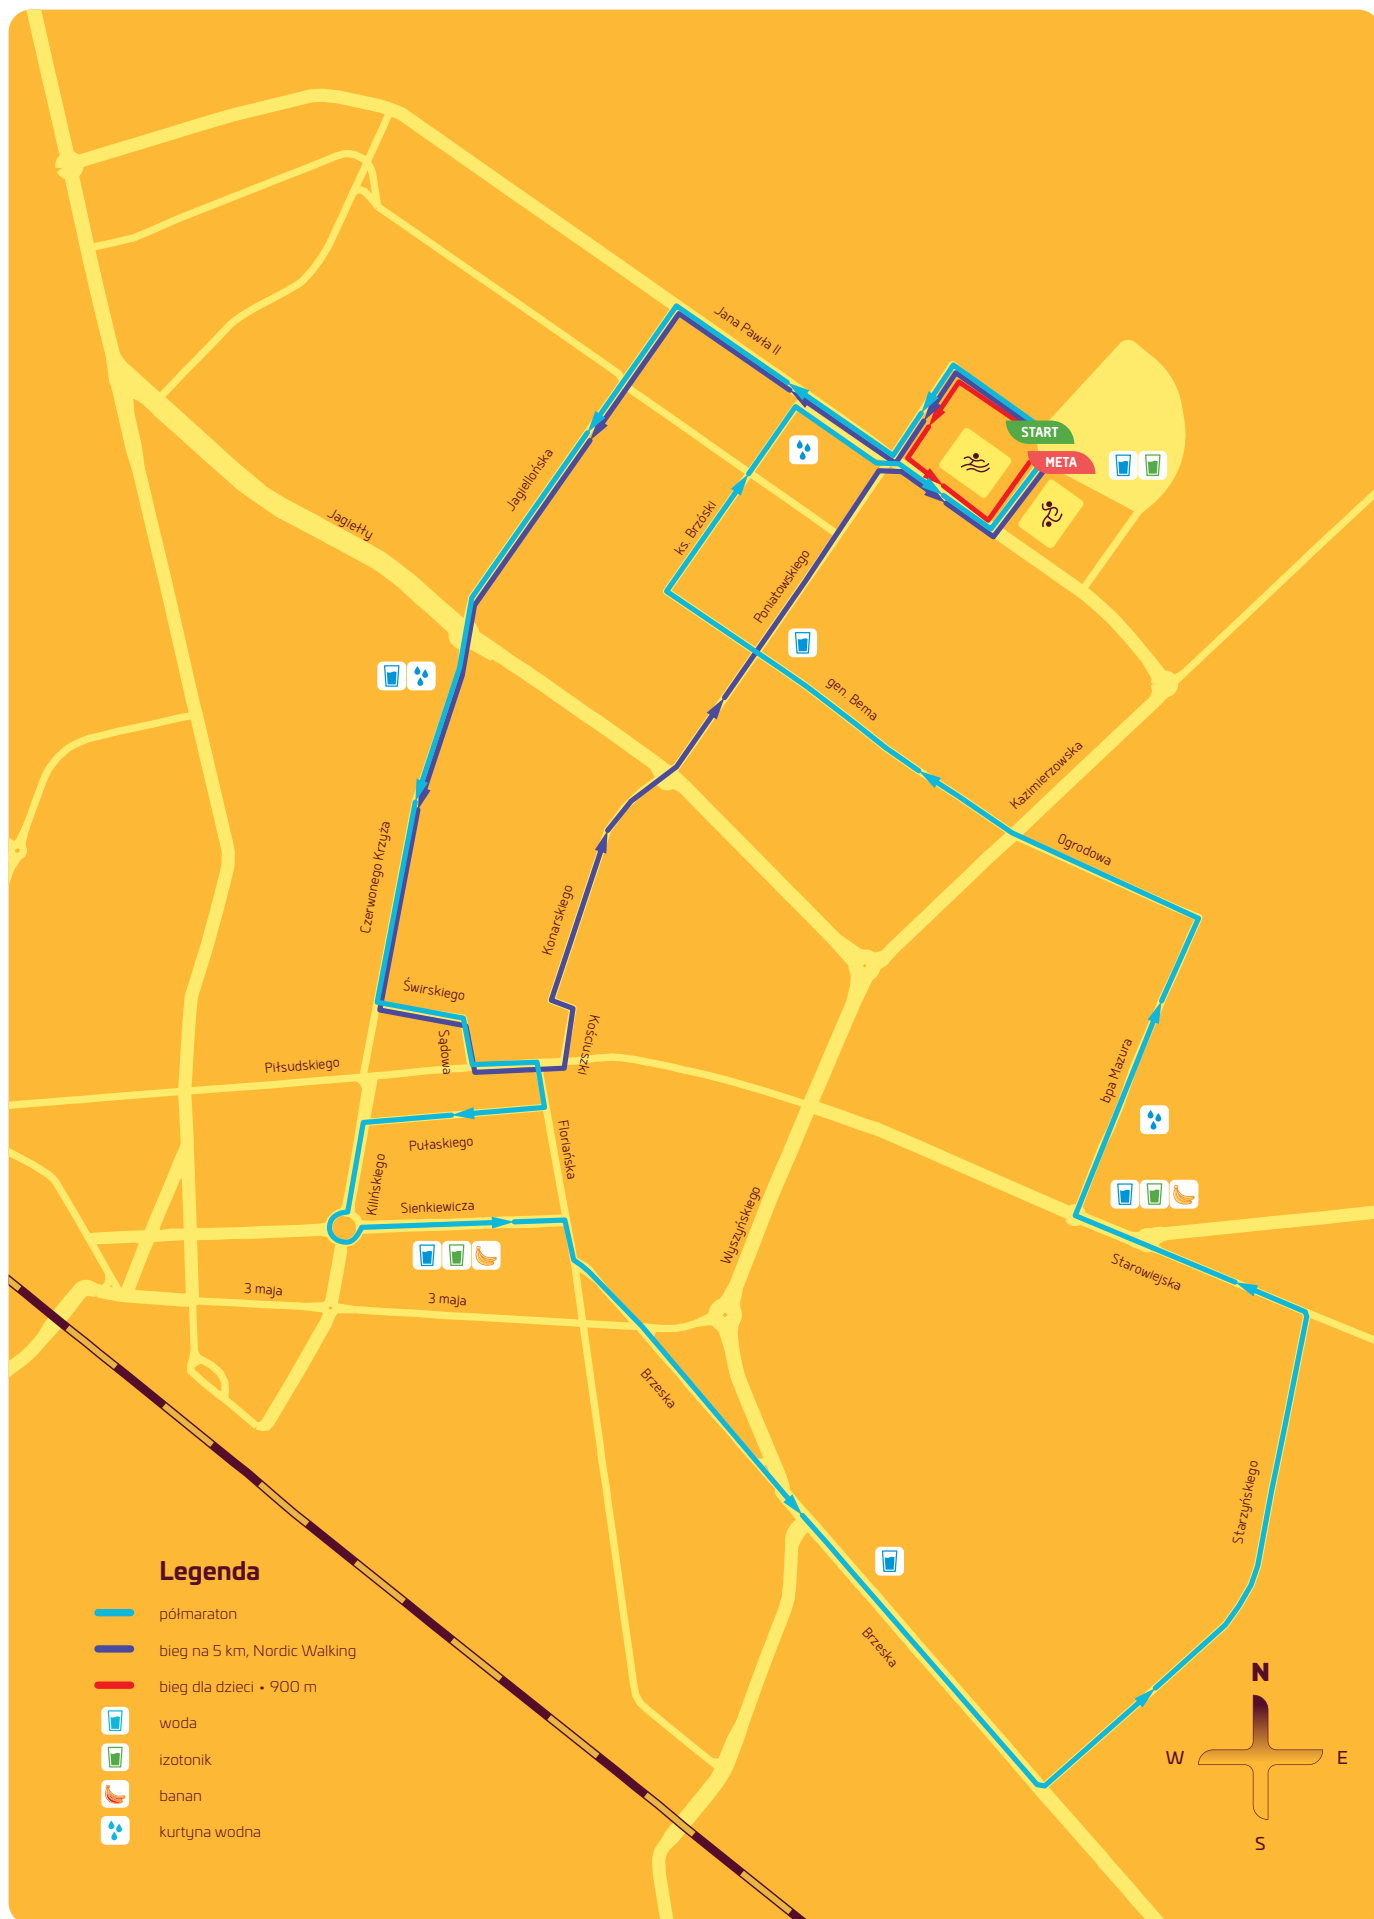 Jana Pawła II
START
META
Jagiellońska
Jagiełły
ks. Brzóski
Poniatowskiego
gen. Bema
Kazimierzowska
Ogrodowa
Czerwonego Krzyża
Konarskiego
Świrskiego
Sądowa
Kościuszki
Piłsudskiego
bpa Mazura
Pułaskiego
Floriańska
Kilińskiego
Sienkiewicza
Wyszyńskiego
Starowiejska
3 maja
3 maja
Brzeska
Starzyńskiego
Brzeska
Legenda
półmaraton
bieg na 5 km, Nordic Walking
bieg dla dzieci • 900 m
woda
izotonik
banan
kurtyna wodna
N
W
E
S